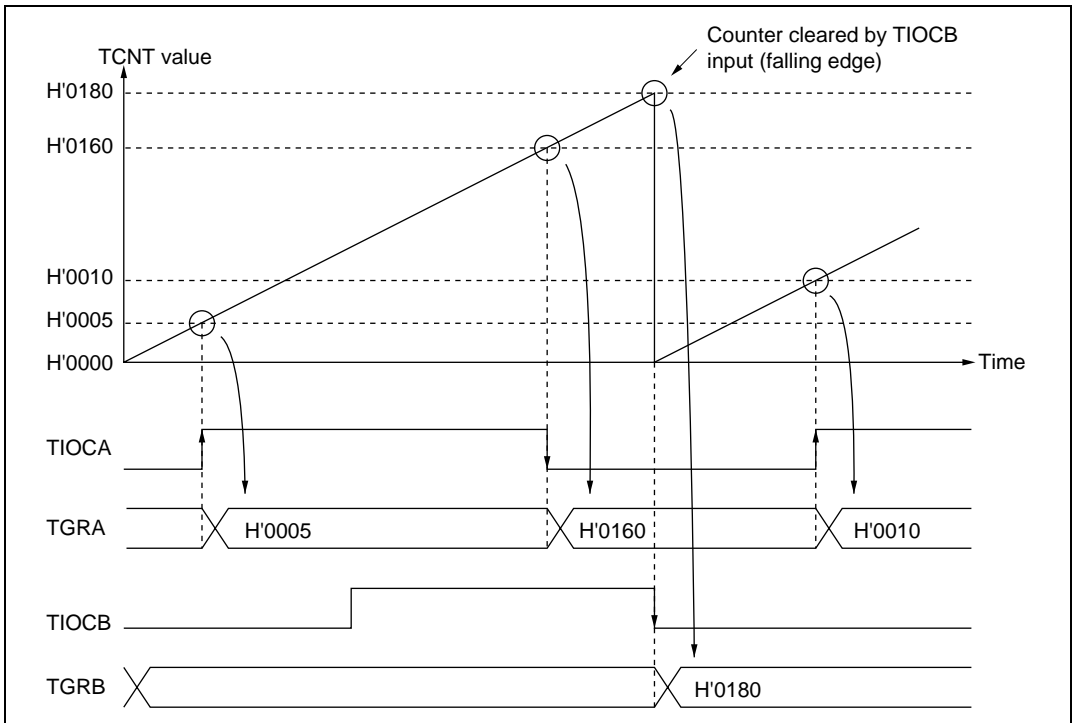 Counter cleared by TIOCB
input (falling edge)
TCNT value
H'0180
H'0160
H'0010
H'0005
H'0000
Time
TIOCA
TGRA
H'0005
H'0160
H'0010
TIOCB
TGRB
H'0180